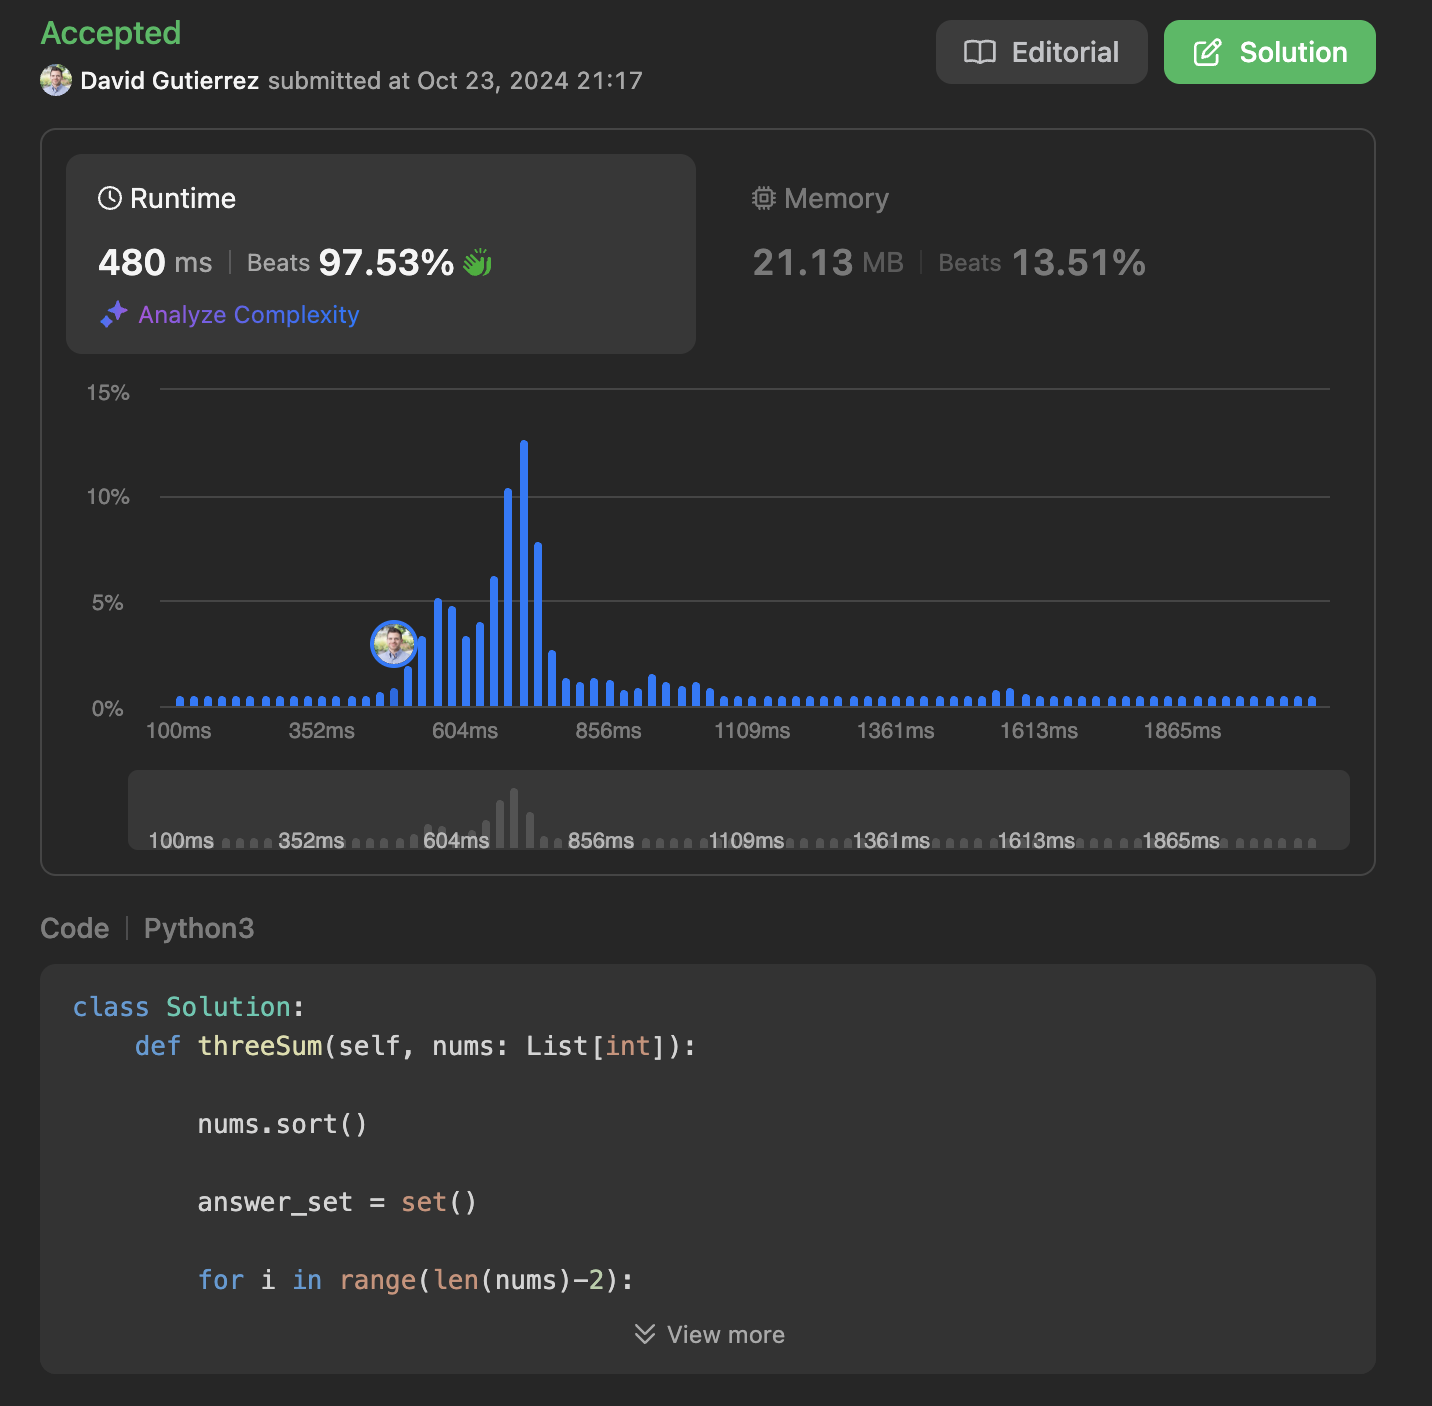 Accepted
Editorial
Solution
David Gutierrez submitted at Oct 23, 2024 21:17
Runtime
480 ms | Beats 97.53%
Analyze Complexity
Memory
21.13 MB | Beats 13.51%
15%
10%
5%
0%
100ms 352ms 604ms 856ms 1109ms 1361ms 1613ms 1865ms
100ms 352ms 604ms 856ms 1109ms 1361ms 1613ms 1865ms
Code | Python3
class Solution:
    def threeSum(self, nums: List[int]):
        nums.sort()
        answer_set = set()
        for i in range(len(nums)-2):
View more